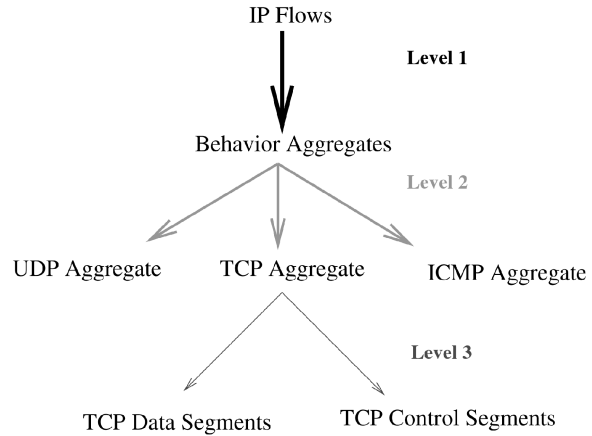 IP Flows
Level 1
Behavior Aggregates
Level 2
UDP Aggregate
TCP Aggregate
ICMP Aggregate
Level 3
TCP Data Segments
TCP Control Segments